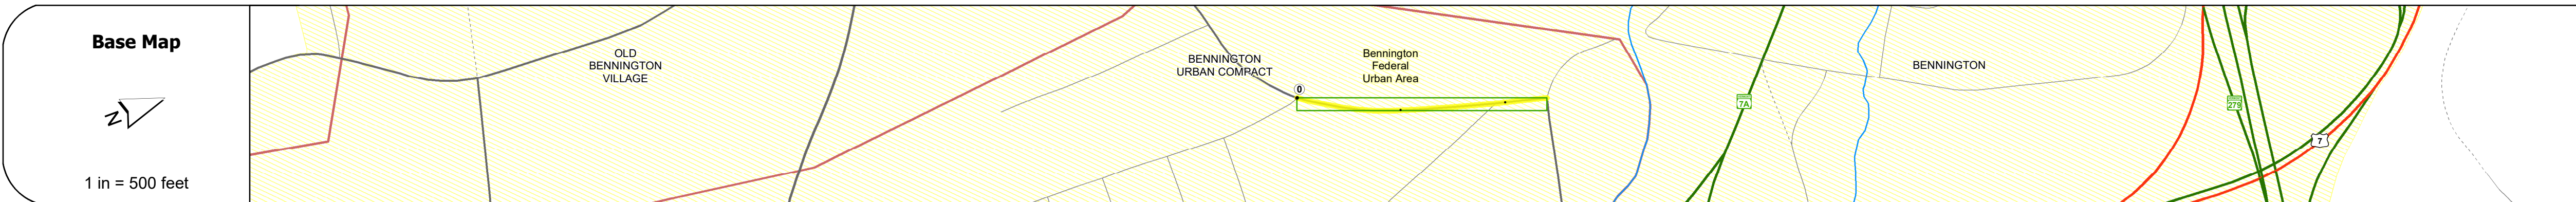 Base Map
N
1 in = 500 feet
OLD
BENNINGTON
VILLAGE
BENNINGTON
URBAN COMPACT
Bennington
Federal
Urban Area
0
7A
BENNINGTON
279
7